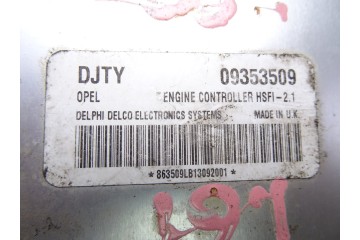 DJTY 09353509
OPEL ENGINE CONTROLLER HSFI-2.1
DELPHI DELCO ELECTRONICS SYSTEMS MADE IN U.K
* 863509LB13092001 *